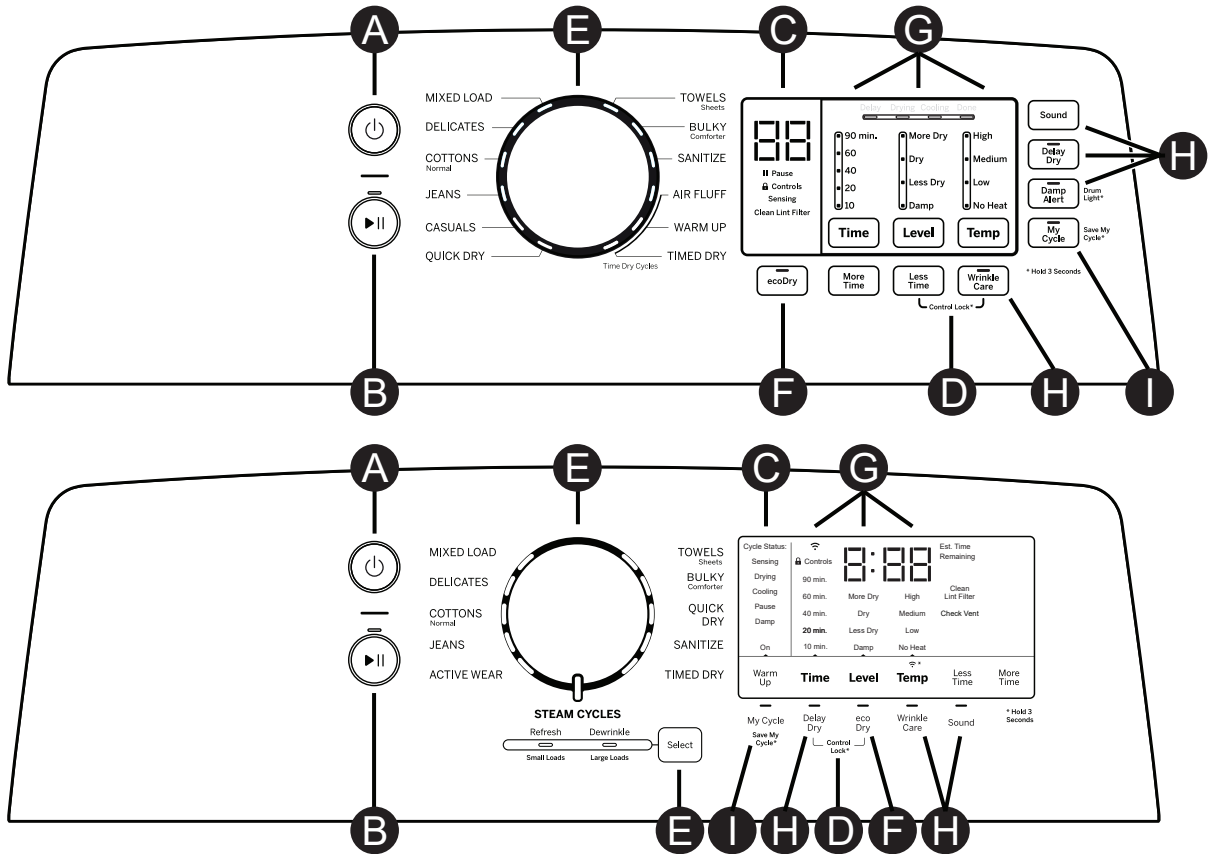 A
E
C
G
MIXED LOAD
DELICATES
COTTONS
Normal
JEANS
CASUALS
QUICK DRY
TOWELS
Sheets
BULKY
Comforter
SANITIZE
AIR FLUFF
WARM UP
TIMED DRY
Time Dry Cycles
88
Pause
Controls
Sensing
Clean Lint Filter
Delay Drying Cooling Done
90 min.
60
40
20
10
More Dry
Dry
Less Dry
Damp
High
Medium
Low
No Heat
Time
Level
Temp
ecoDry
More
Time
Less
Time
Wrinkle
Care
Control Lock*
Sound
Delay
Dry
Damp
Alert
Drum
Light*
My
Cycle
Save My
Cycle*
* Hold 3 Seconds
H
B
F
D
H
I
A
E
C
G
MIXED LOAD
DELICATES
COTTONS
Normal
JEANS
ACTIVE WEAR
TOWELS
Sheets
BULKY
Comforter
QUICK
DRY
SANITIZE
TIMED DRY
STEAM CYCLES
Refresh
Dewrinkle
Small Loads
Large Loads
Select
Cycle Status:
Sensing
Drying
Cooling
Pause
Damp
On
Controls
90 min.
60 min.
40 min.
20 min.
10 min.
8:88
More Dry
Dry
Less Dry
Damp
High
Medium
Low
No Heat
Est. Time
Remaining
Clean
Lint Filter
Check Vent
Warm
Up
Time
Level
Temp
*
Less
Time
More
Time
My Cycle
Save My
Cycle*
Delay
Dry
eco
Dry
Control
Lock*
Wrinkle
Care
Sound
* Hold 3
Seconds
B
E
I
H
D
F
H